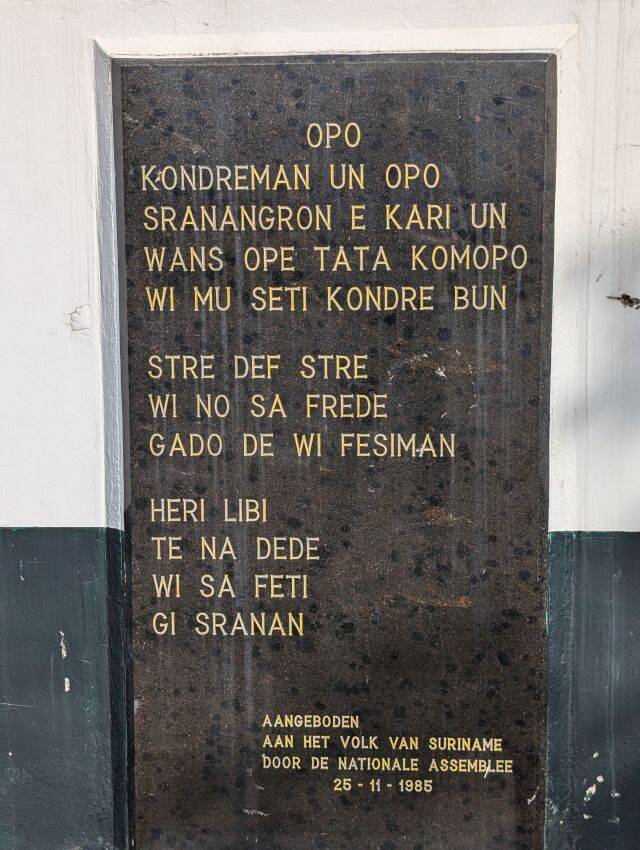 OPO
KONDREMAN UN OPO
SRANANGRON E KARI UN
WANS OPE TATA KOMOPO
WI MU SETI KONDRE BUN
STRE DEF STRE
WI NO SA FREDE
GADO DE WI FESIMAN
HERI LIBI
TE NA DEDE
WI SA FETI
GI SRANAN
AANGEBODEN
AAN HET VOLK VAN SURINAME
DOOR DE NATIONALE ASSEMBLEE
25 - 11 - 1985